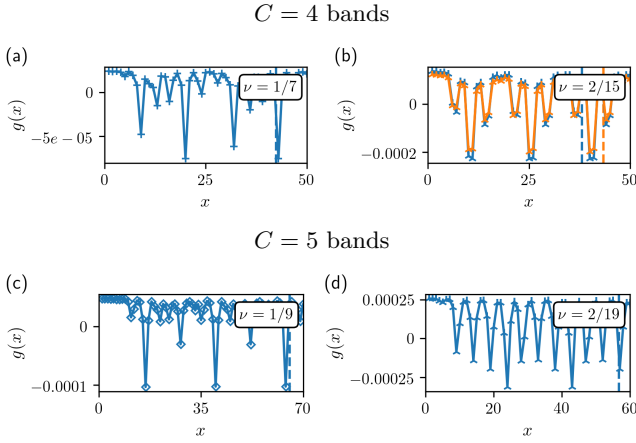 C = 4 bands
(a)
(b)
g(x)
0
−5e − 05
ν = 1/7
0
25
50
x
g(x)
0
−0.0002
ν = 2/15
0
25
50
x
C = 5 bands
(c)
(d)
g(x)
0
−0.0001
ν = 1/9
0
35
70
x
g(x)
0.00025
0
−0.00025
ν = 2/19
0
20
40
60
x